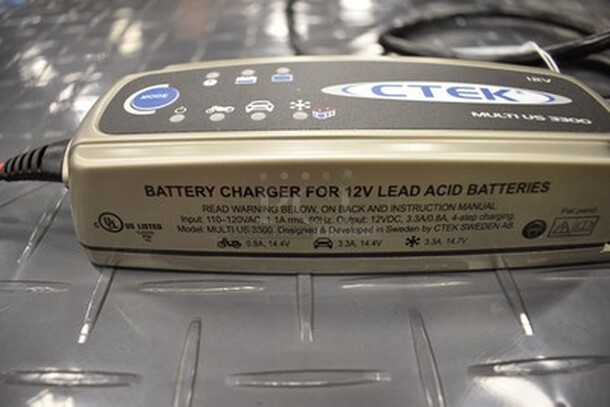 MODE
12V
CTEK
MULTI US 3300
BATTERY CHARGER FOR 12V LEAD ACID BATTERIES
READ WARNING BELOW, ON BACK AND INSTRUCTION MANUAL.
Input: 110–120VAC, 1.1A rms, 60Hz. Output: 12VDC, 3.3A/0.8A, 4-step charging.
Model: MULTI US 3300. Designed & Developed in Sweden by CTEK SWEDEN AB.
C UL US LISTED
0.8A, 14.4V 3.3A, 14.4V 3.3A, 14.7V
Pat.pend.